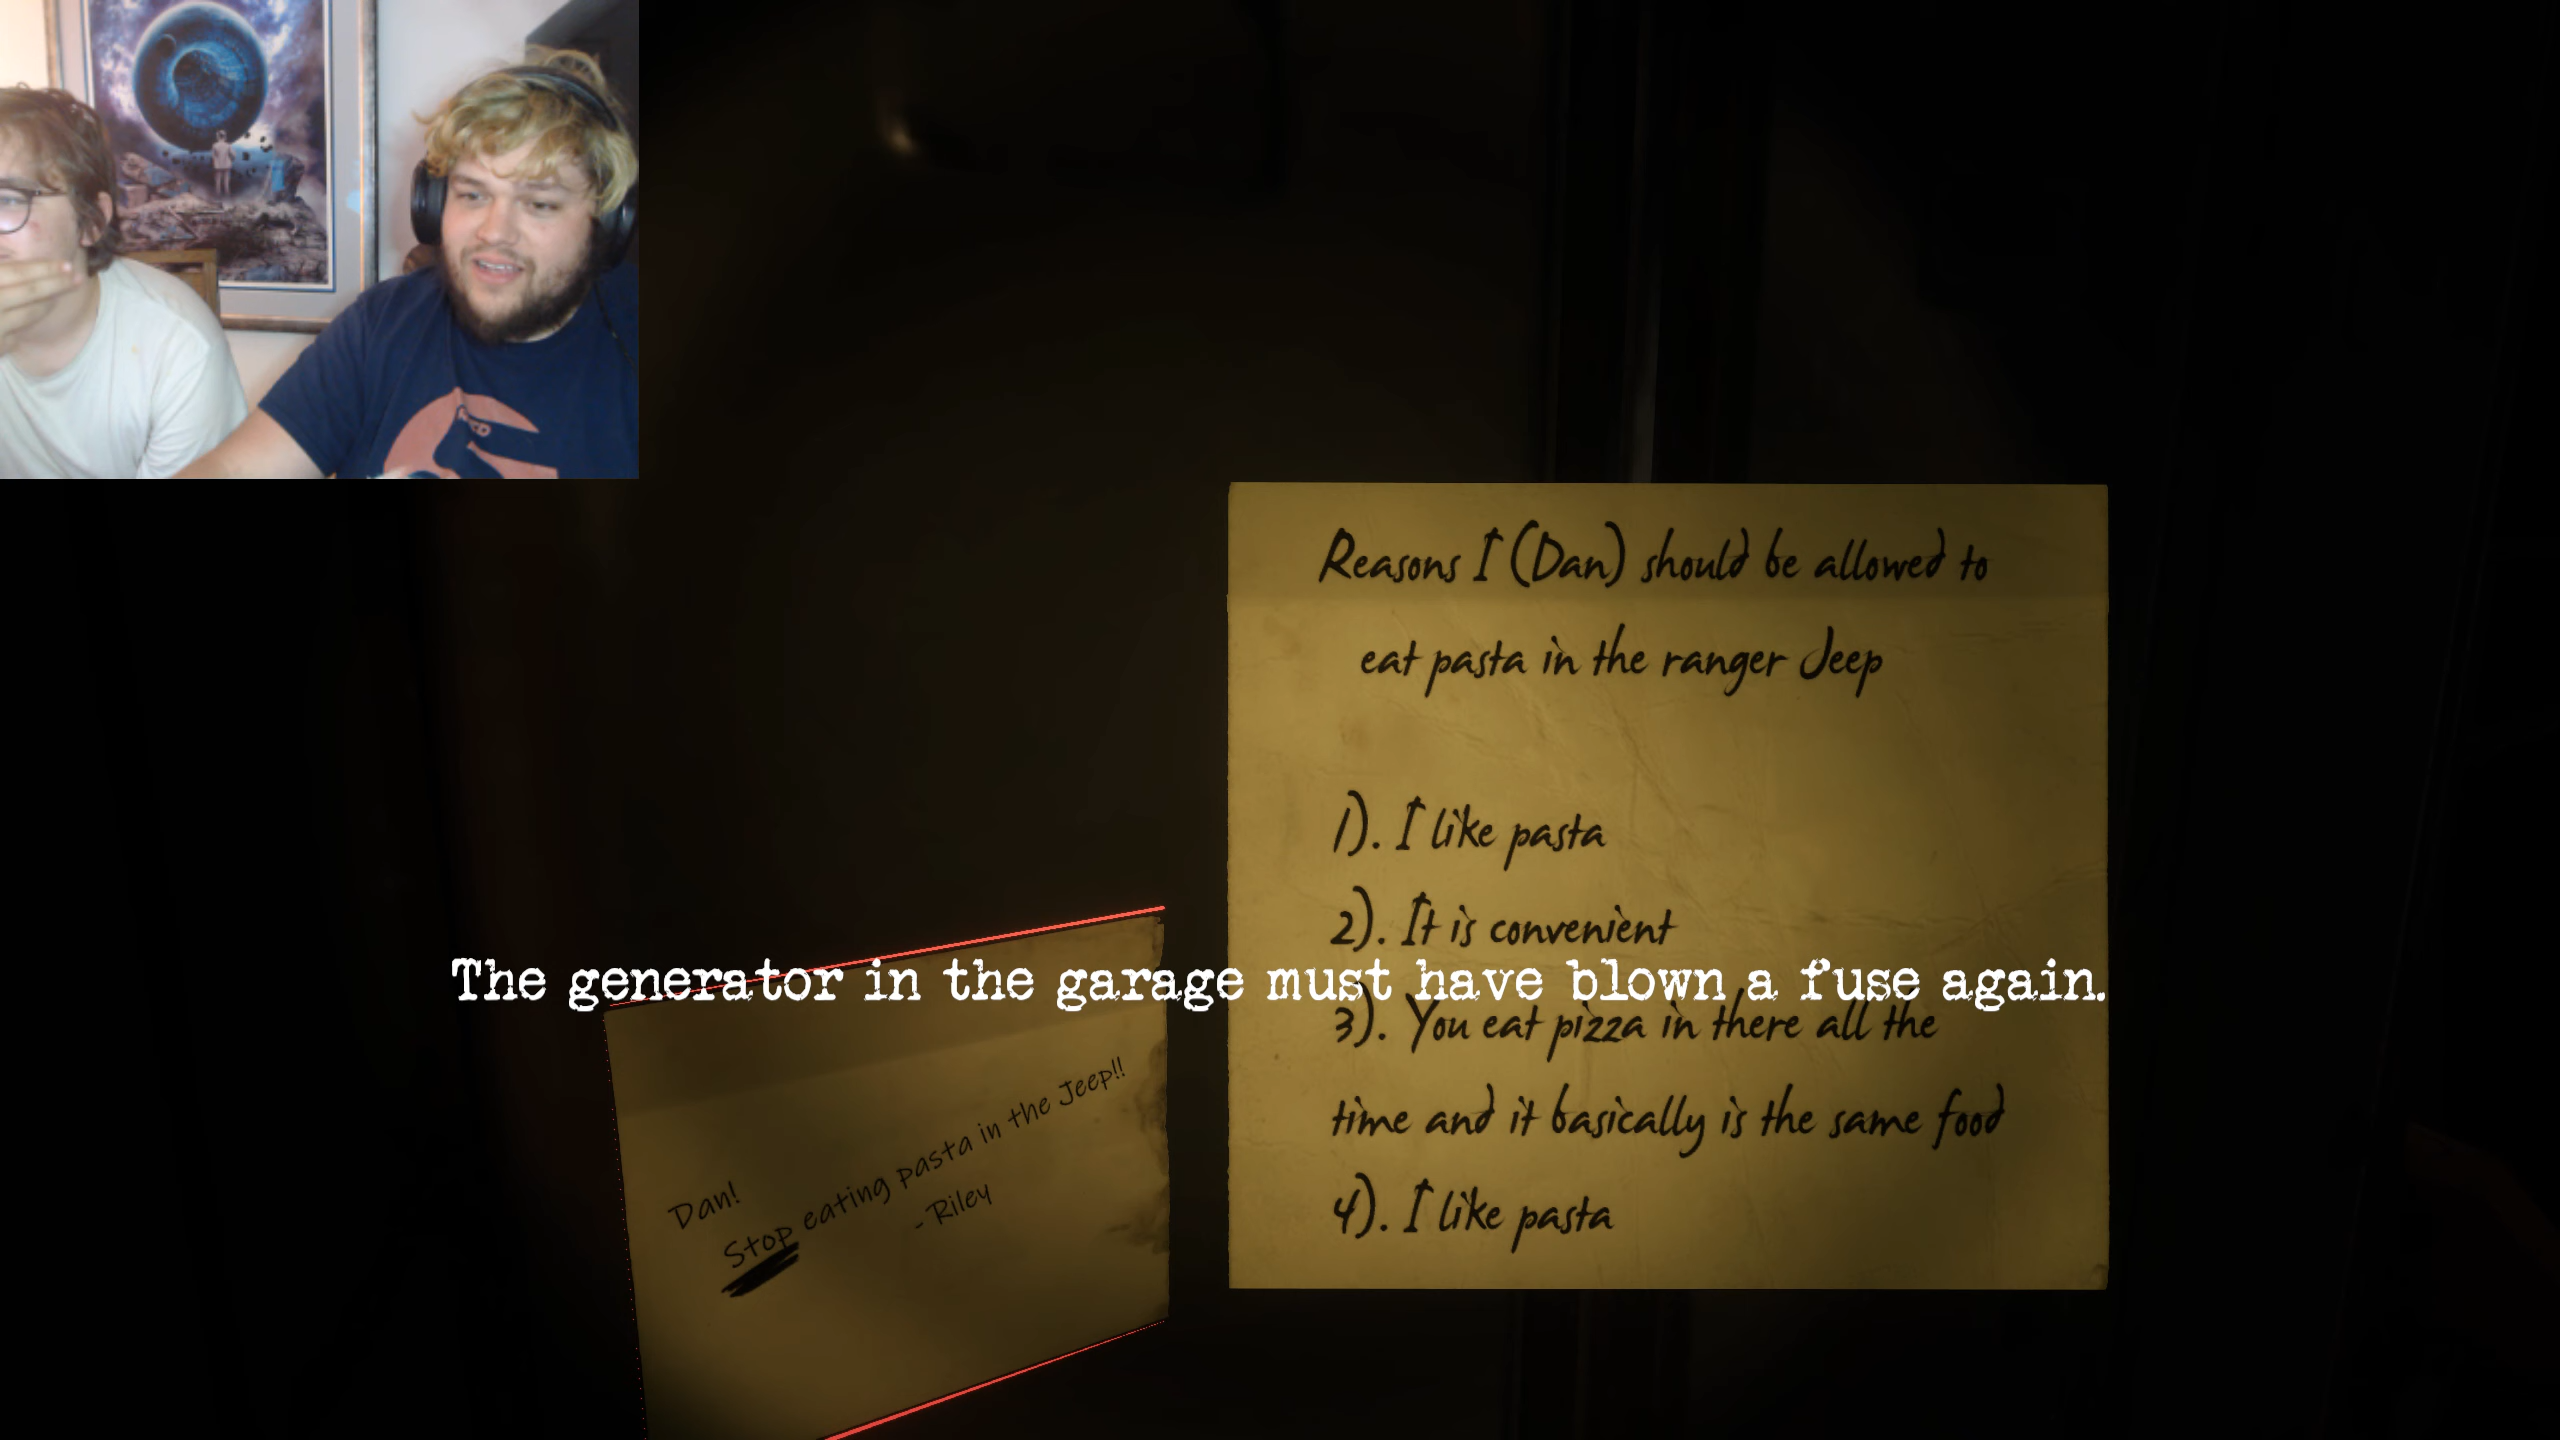 Reasons I (Dan) should be allowed to
eat pasta in the ranger Jeep
1). I like pasta
2). It is convenient
The generator in the garage must have blown a fuse again.
3). You eat pizza in there all the
time and it basically is the same food
4). I like pasta
Dan!
Stop eating pasta in the Jeep!!
- Riley